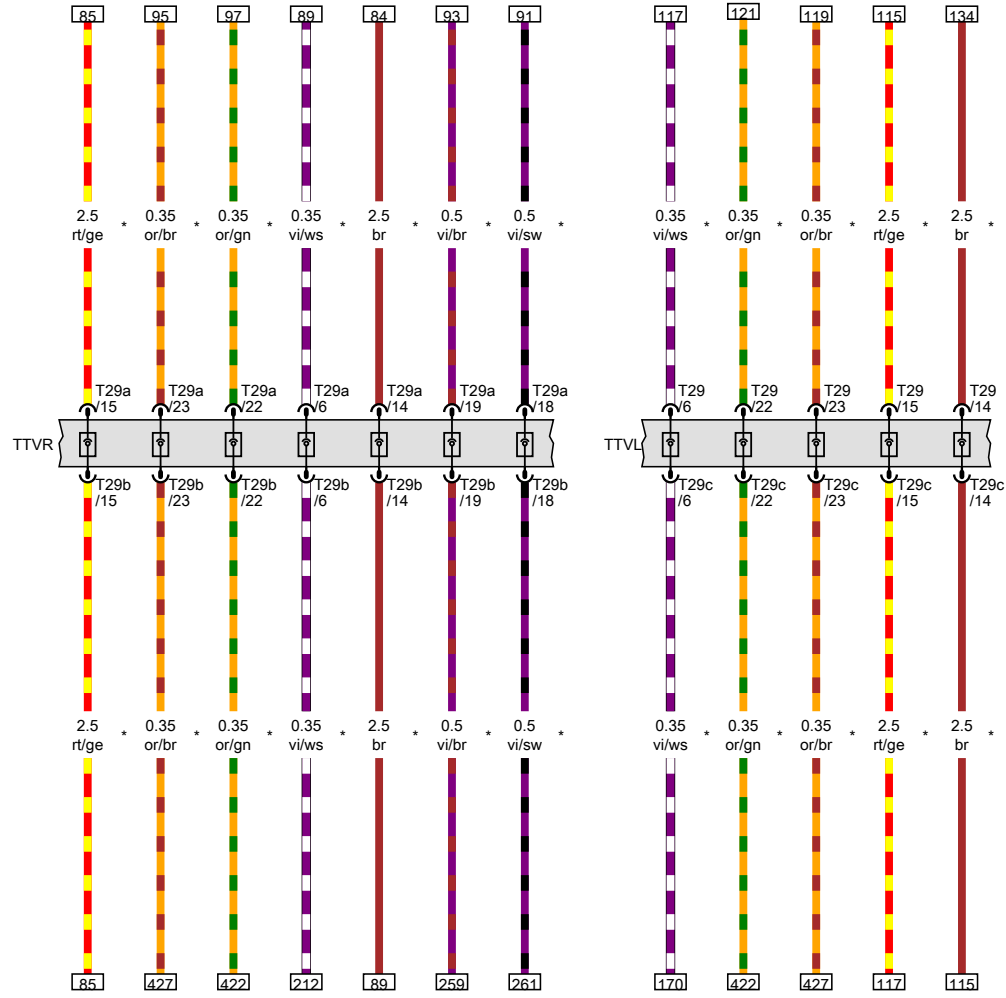 85 95 97 89 84 93 91 117 121 119 115 134
2.5 0.35 0.35 0.35 2.5 0.5 0.5 0.35 0.35 0.35 2.5 2.5
rt/ge * or/br * or/gn * vi/ws * br * vi/br * vi/sw * vi/ws * or/gn * or/br * rt/ge * br *
T29a T29a T29a T29a T29a T29a T29a T29 T29 T29 T29 T29
/15 /23 /22 /6 /14 /19 /18 /6 /22 /23 /15 /14
TTVR TTVL
T29b T29b T29b T29b T29b T29b T29b T29c T29c T29c T29c T29c
/15 /23 /22 /6 /14 /19 /18 /6 /22 /23 /15 /14
2.5 0.35 0.35 0.35 2.5 0.5 0.5 0.35 0.35 0.35 2.5 2.5
rt/ge * or/br * or/gn * vi/ws * br * vi/br * vi/sw * vi/ws * or/gn * or/br * rt/ge * br *
85 427 422 212 89 259 261 170 422 427 117 115